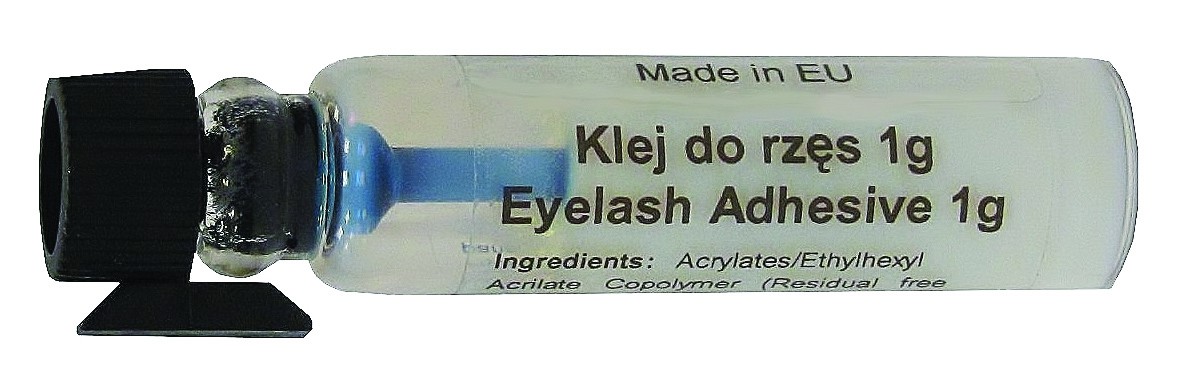 Made in EU
Klej do rzęs 1g
Eyelash Adhesive 1g
Ingredients: Acrylates/Ethylhexyl
Acrilate Copolymer (Residual free